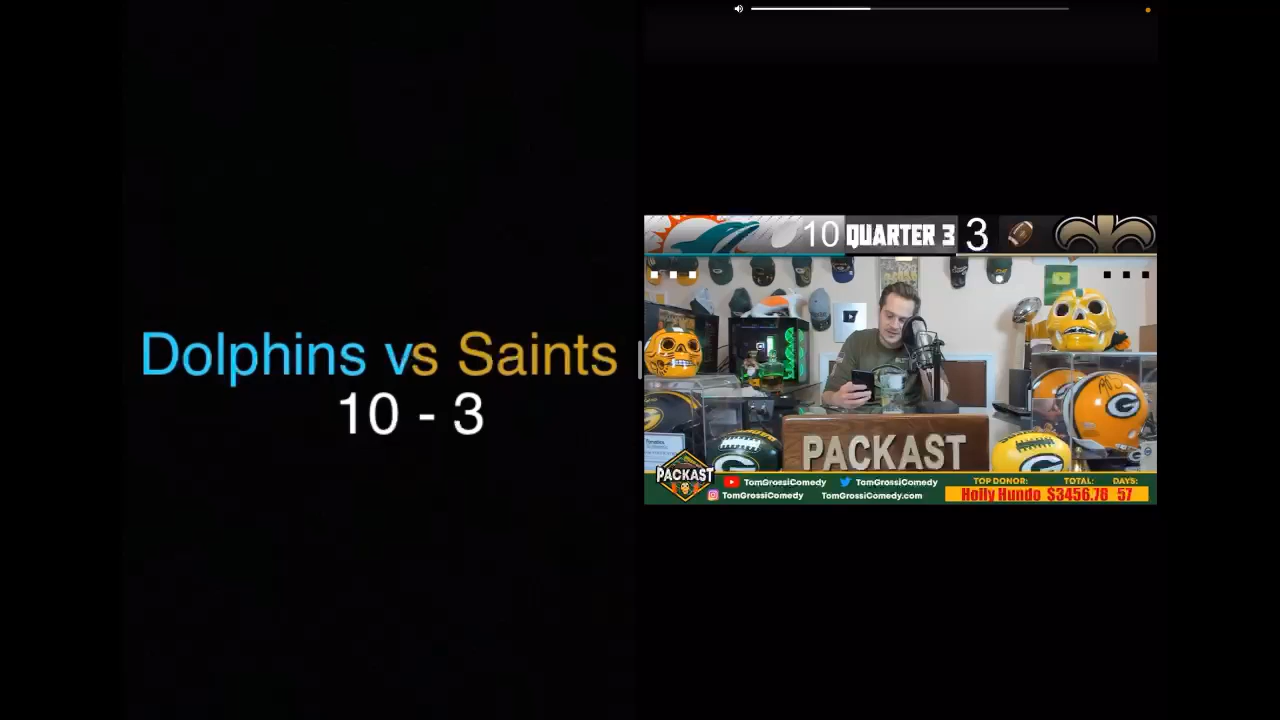 Dolphins vs Saints
10 - 3
10 QUARTER 3 3
PACKAST
PACKAST
TomGrossiComedy TomGrossiComedy
TomGrossiComedy TomGrossiComedy.com
TOP DONOR: TOTAL: DAYS:
Holly Hundo $3456.78 57